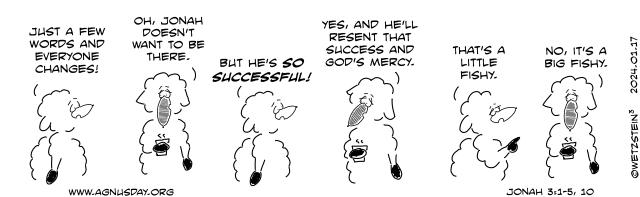 JUST A FEW
WORDS AND
EVERYONE
CHANGES!
OH, JONAH
DOESN'T
WANT TO BE
THERE.
BUT HE'S SO
SUCCESSFUL!
YES, AND HE'LL
RESENT THAT
SUCCESS AND
GOD'S MERCY.
THAT'S A
LITTLE
FISHY.
NO, IT'S A
BIG FISHY.
WWW.AGNUSDAY.ORG
JONAH 3:1-5, 10
©WETZSTEIN³ 2024.01.17